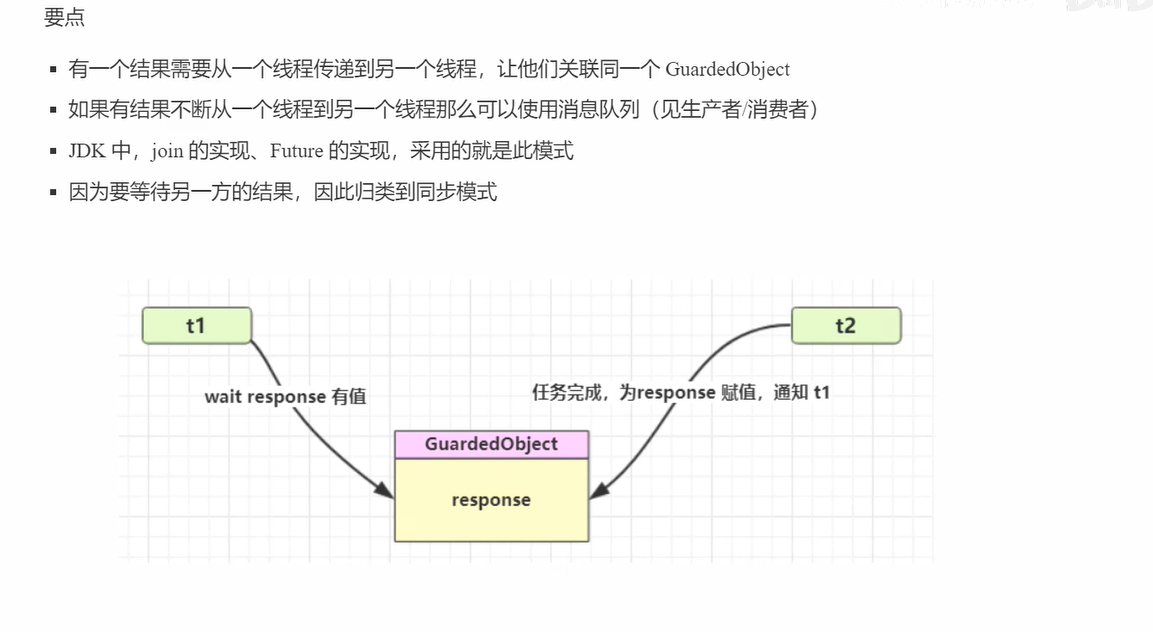 要点
有一个结果需要从一个线程传递到另一个线程，让他们关联同一个 GuardedObject
如果有结果不断从一个线程到另一个线程那么可以使用消息队列（见生产者/消费者）
JDK 中，join 的实现、Future 的实现，采用的就是此模式
因为要等待另一方的结果，因此归类到同步模式
t1
t2
wait response 有值
任务完成，为response 赋值，通知 t1
GuardedObject
response